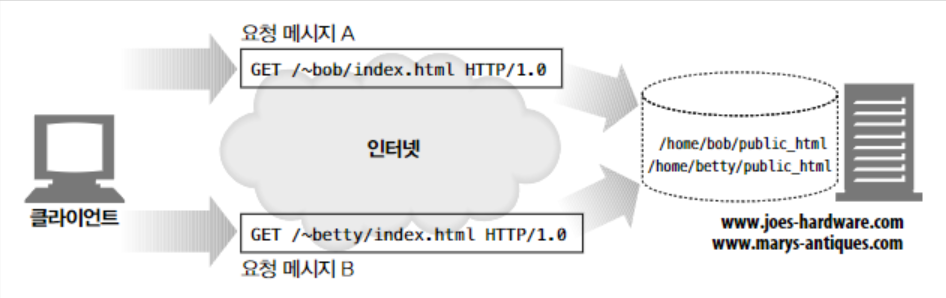 요청 메시지 A
GET /~bob/index.html HTTP/1.0
인터넷
/home/bob/public_html
/home/betty/public_html
클라이언트
www.joes-hardware.com
www.marys-antiques.com
GET /~betty/index.html HTTP/1.0
요청 메시지 B